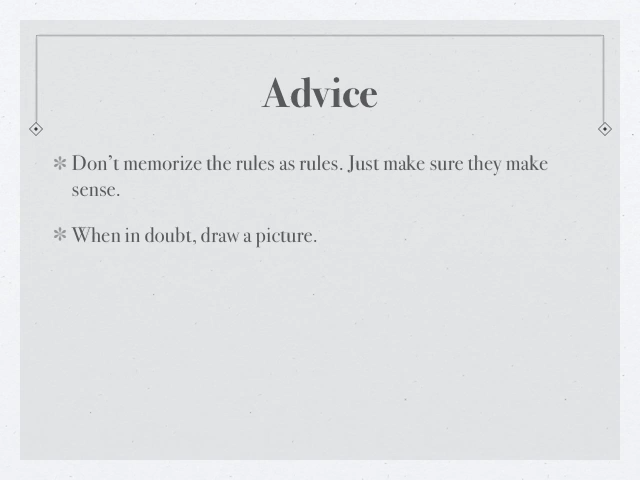 Advice
Don’t memorize the rules as rules. Just make sure they make
sense.
When in doubt, draw a picture.